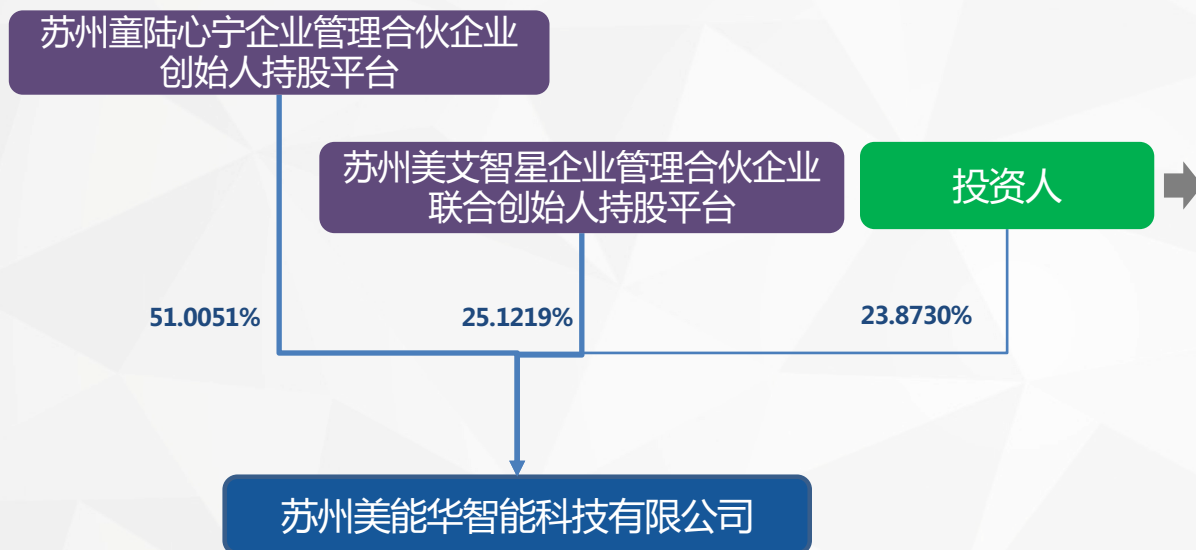 苏州童陆心宁企业管理合伙企业
创始人持股平台
苏州美艾智星企业管理合伙企业
联合创始人持股平台
投资人
51.0051%
25.1219%
23.8730%
苏州美能华智能科技有限公司